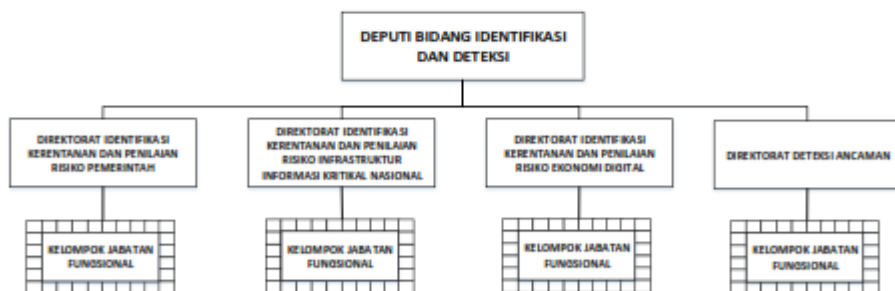 DEPUTI BIDANG IDENTIFIKASI
DAN DETEKSI
DIREKTORAT IDENTIFIKASI
KERENTANAN DAN PENILAIAN
RISIKO PEMERINTAH
DIREKTORAT IDENTIFIKASI
KERENTANAN DAN PENILAIAN
RISIKO INFRASTRUKTUR
INFORMASI KRITIKAL NASIONAL
DIREKTORAT IDENTIFIKASI
KERENTANAN DAN PENILAIAN
RISIKO EKONOMI DIGITAL
DIREKTORAT DETEKSI ANCAMAN
KELOMPOK JABATAN
FUNGSIONAL
KELOMPOK JABATAN
FUNGSIONAL
KELOMPOK JABATAN
FUNGSIONAL
KELOMPOK JABATAN
FUNGSIONAL